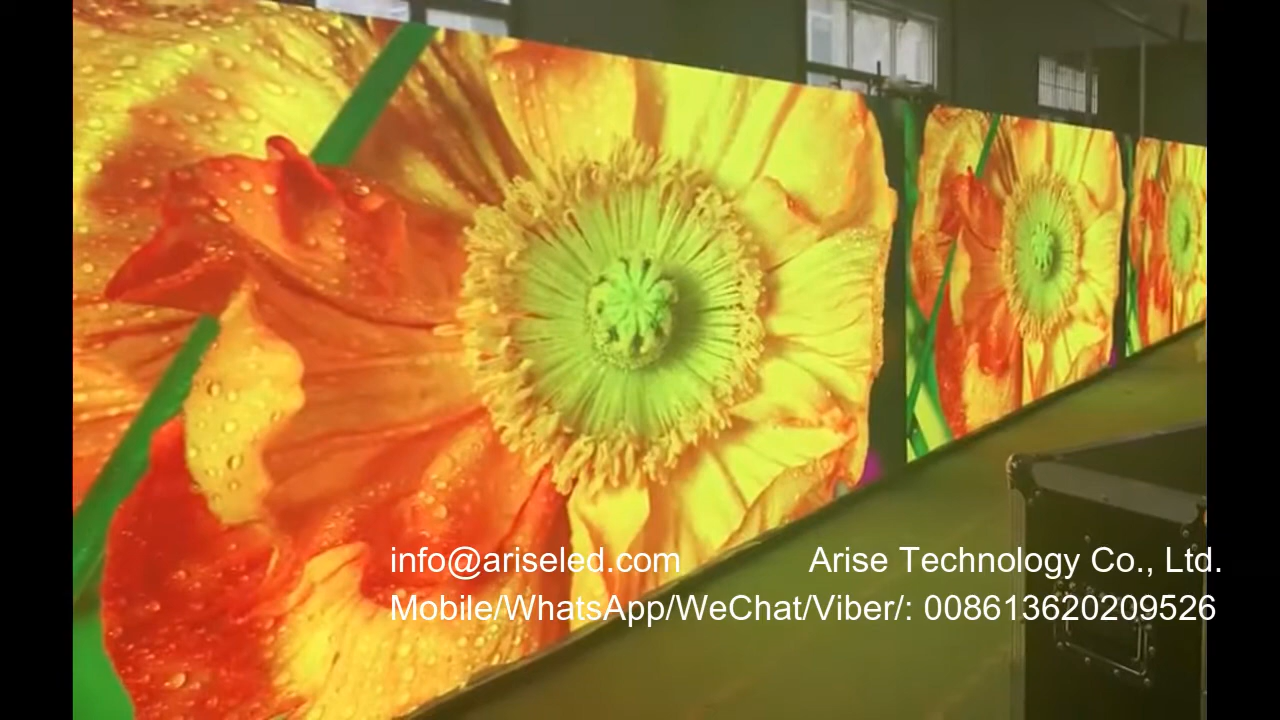 info@ariseled.com Arise Technology Co., Ltd.
Mobile/WhatsApp/WeChat/Viber/: 008613620209526